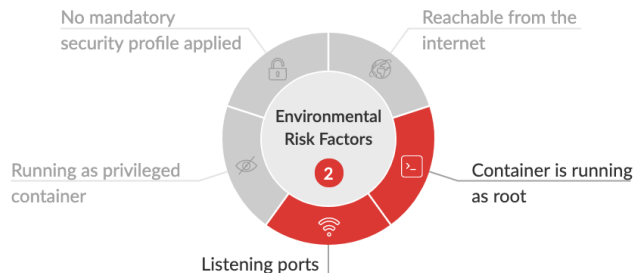 No mandatory
security profile applied
Reachable from the
internet
Environmental
Risk Factors
2
Running as privileged
container
>_
Container is running
as root
Listening ports